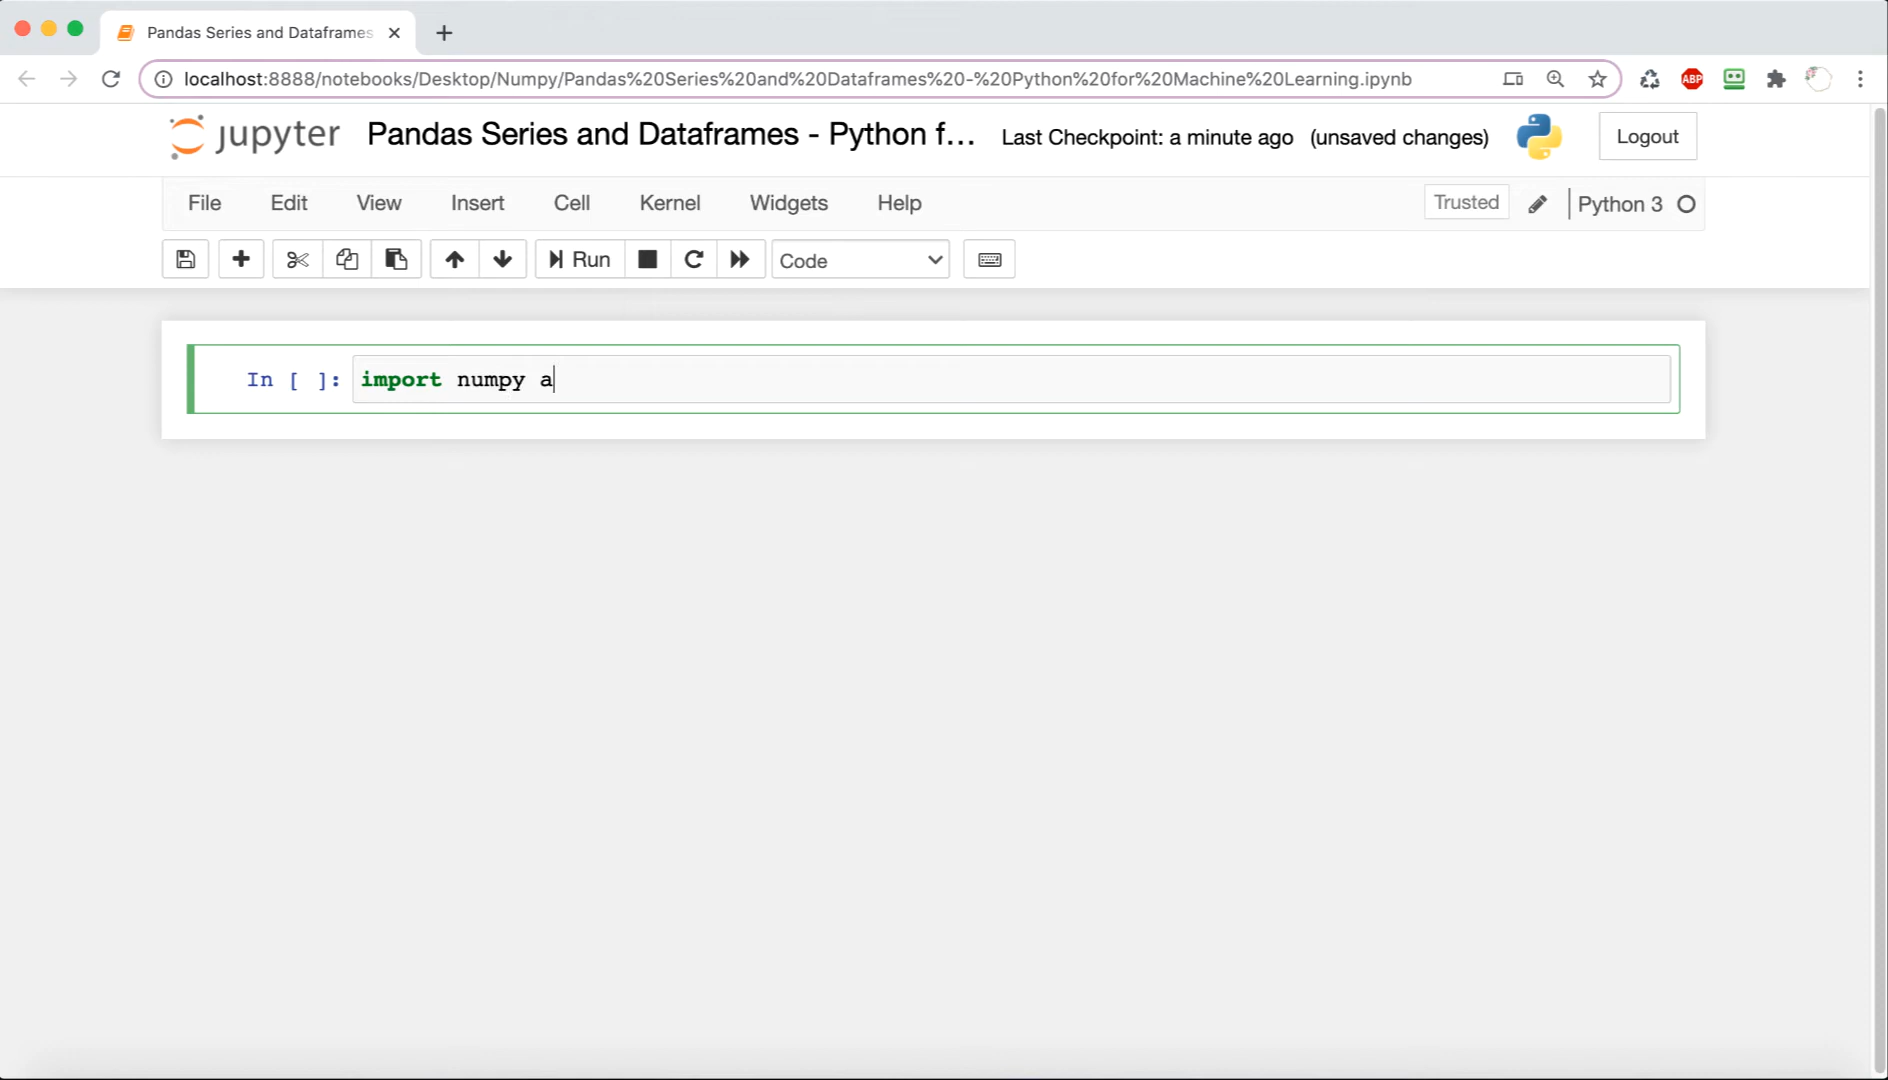 Pandas Series and Dataframes
localhost:8888/notebooks/Desktop/Numpy/Pandas%20Series%20and%20Dataframes%20-%20Python%20for%20Machine%20Learning.ipynb
ABP
jupyter Pandas Series and Dataframes - Python f... Last Checkpoint: a minute ago (unsaved changes) Logout
File Edit View Insert Cell Kernel Widgets Help Trusted Python 3
Run Code
In [ ]: import numpy a